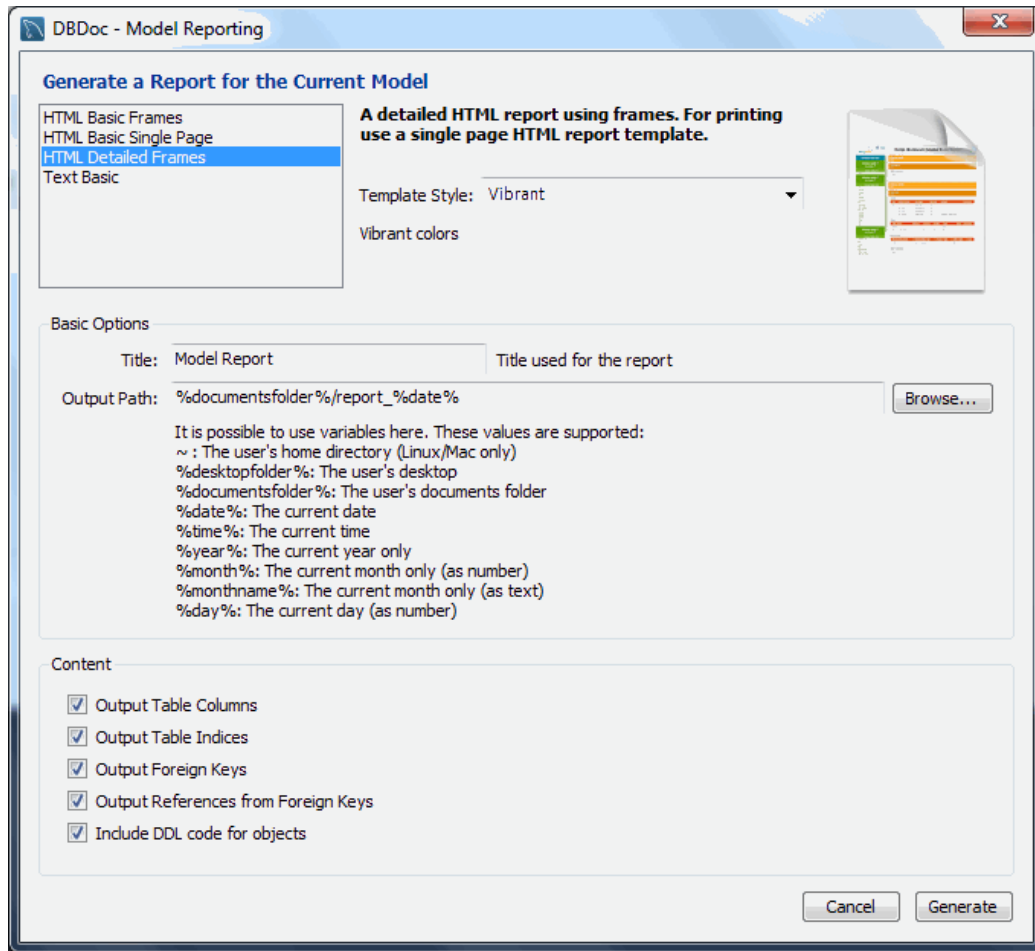 DBDoc - Model Reporting
Generate a Report for the Current Model
HTML Basic Frames
HTML Basic Single Page
HTML Detailed Frames
Text Basic
A detailed HTML report using frames. For printing
use a single page HTML report template.
Template Style: Vibrant
Vibrant colors
Basic Options
Title: Model Report Title used for the report
Output Path: %documentsfolder%/report_%date% Browse...
It is possible to use variables here. These values are supported:
~ : The user's home directory (Linux/Mac only)
%desktopfolder%: The user's desktop
%documentsfolder%: The user's documents folder
%date%: The current date
%time%: The current time
%year%: The current year only
%month%: The current month only (as number)
%monthname%: The current month only (as text)
%day%: The current day (as number)
Content
Output Table Columns
Output Table Indices
Output Foreign Keys
Output References from Foreign Keys
Include DDL code for objects
Cancel Generate